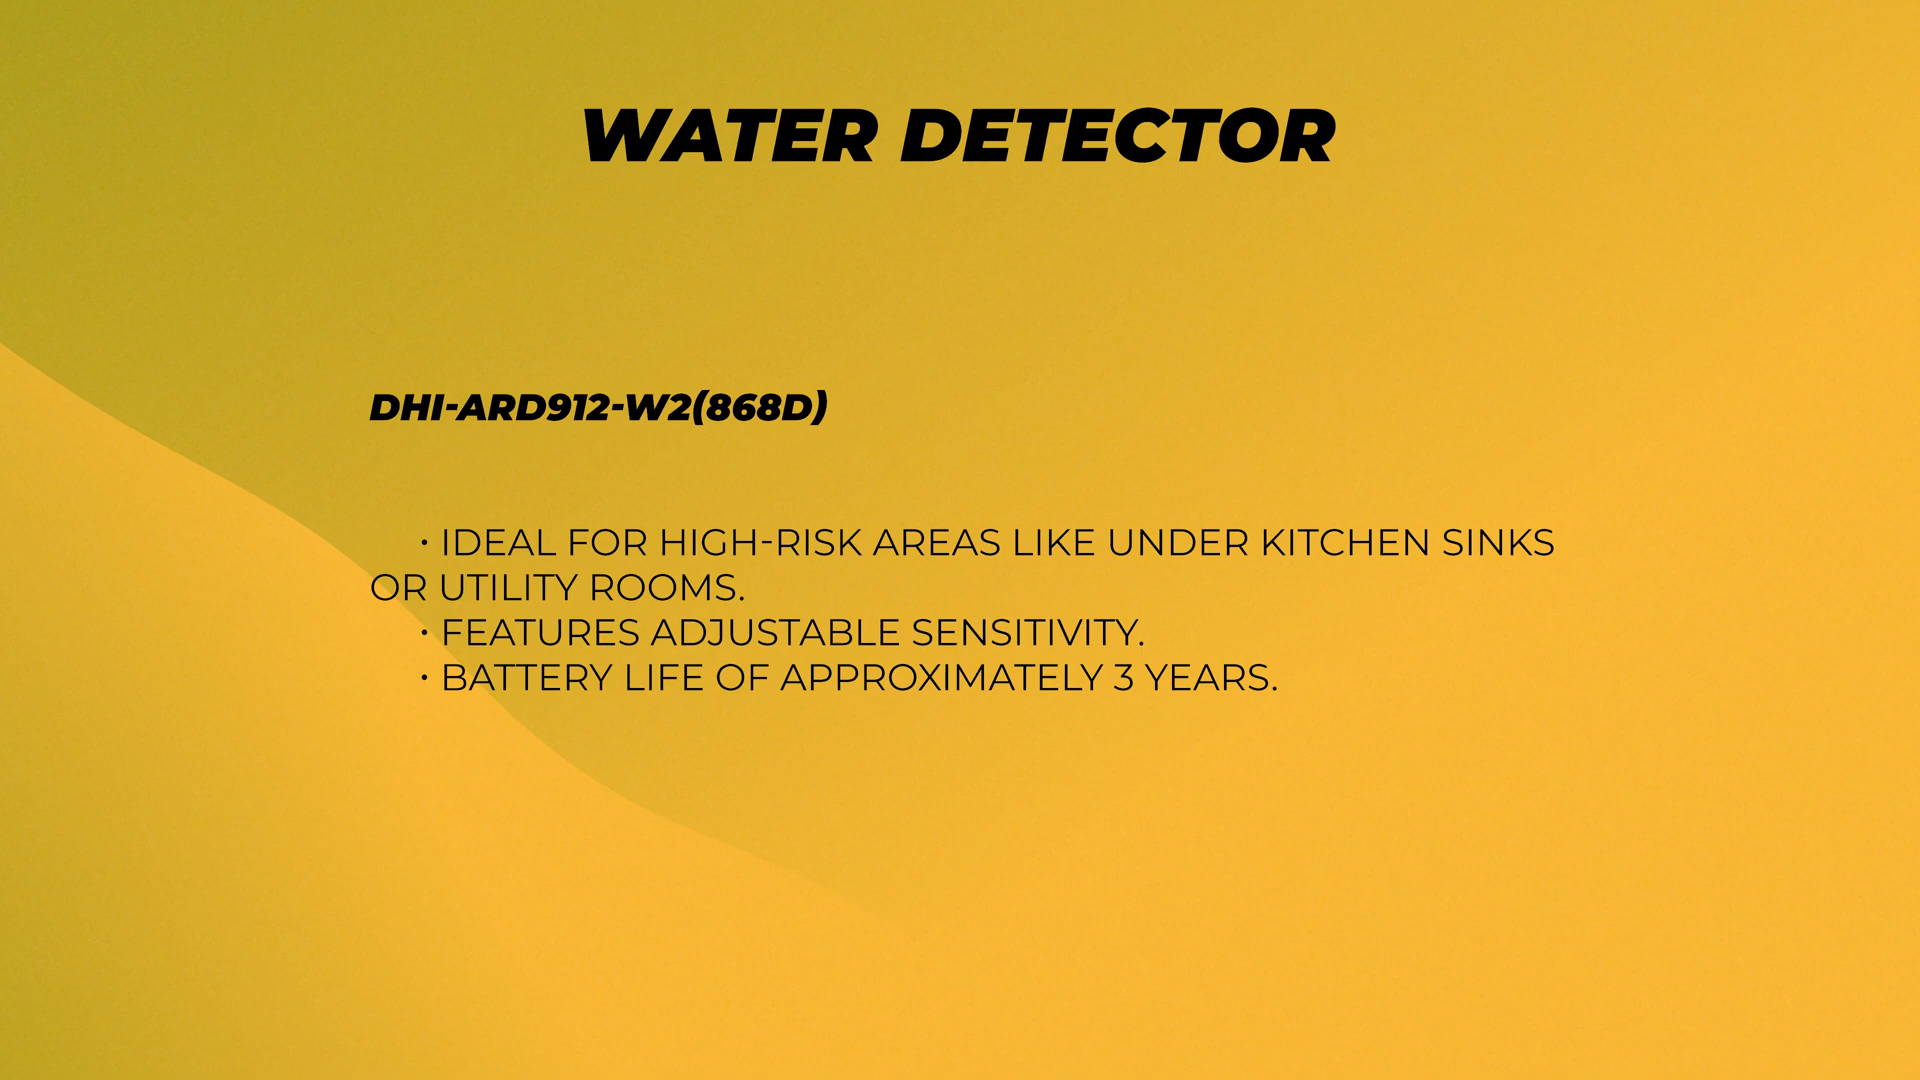 WATER DETECTOR
DHI-ARD912-W2(868D)
• IDEAL FOR HIGH-RISK AREAS LIKE UNDER KITCHEN SINKS
OR UTILITY ROOMS.
• FEATURES ADJUSTABLE SENSITIVITY.
• BATTERY LIFE OF APPROXIMATELY 3 YEARS.